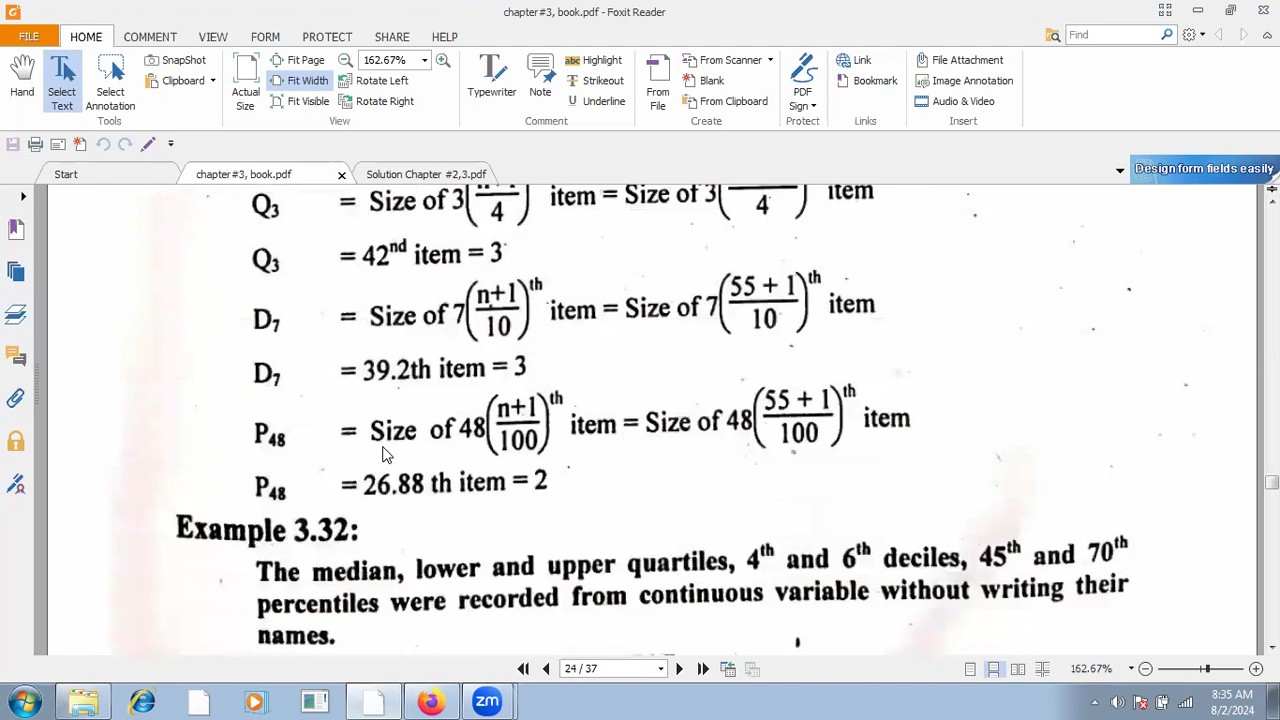 chapter#3, book.pdf - Foxit Reader
FILE HOME COMMENT VIEW FORM PROTECT SHARE HELP
Find
Hand
Select Text
Select Annotation
SnapShot
Clipboard
Tools
Actual Size
Fit Page
Fit Width
Fit Visible
162.67%
Rotate Left
Rotate Right
View
Typewriter
Note
Highlight
Strikeout
Underline
Comment
From File
From Scanner
Blank
From Clipboard
Create
PDF Sign
Protect
Link
Bookmark
Links
File Attachment
Image Annotation
Audio & Video
Insert
Start
chapter#3, book.pdf
Solution Chapter #2,3.pdf
Design form fields easily
Q₃ = Size of 3( /4) item = Size of 3( /4) item
Q₃ = 42ⁿᵈ item = 3
D₇ = Size of 7((n+1)/10)ᵗʰ item = Size of 7((55 + 1)/10)ᵗʰ item
D₇ = 39.2th item = 3
P₄₈ = Size of 48((n+1)/100)ᵗʰ item = Size of 48((55 + 1)/100)ᵗʰ item
P₄₈ = 26.88 th item = 2
Example 3.32:
The median, lower and upper quartiles, 4ᵗʰ and 6ᵗʰ deciles, 45ᵗʰ and 70ᵗʰ
percentiles were recorded from continuous variable without writing their
names.
24 / 37
162.67%
zm
8:35 AM
8/2/2024